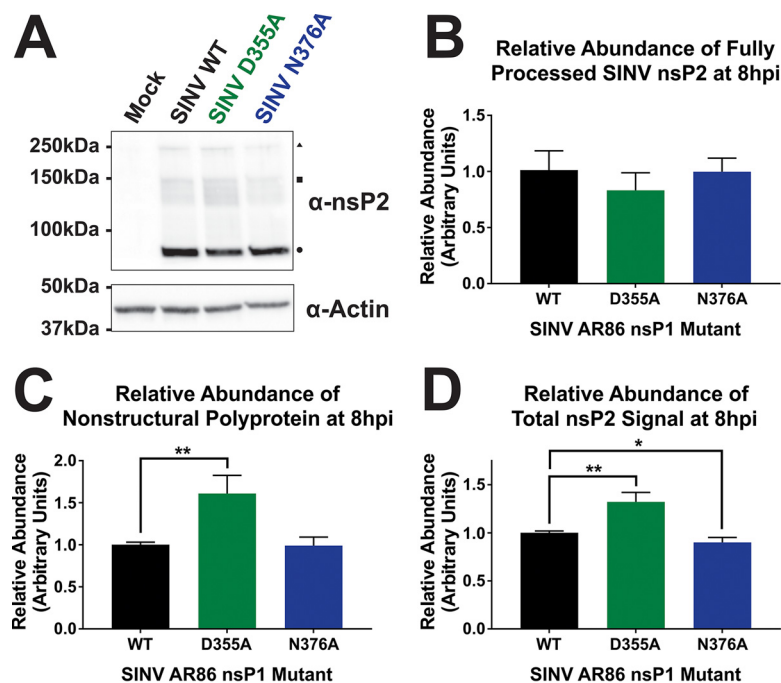 A
Mock
SINV WT
SINV D355A
SINV N376A
250kDa
150kDa
100kDa
50kDa
37kDa
α-nsP2
α-Actin
B
Relative Abundance of Fully
Processed SINV nsP2 at 8hpi
Relative Abundance
(Arbitrary Units)
1.5
1.0
0.5
0.0
WT D355A N376A
SINV AR86 nsP1 Mutant
C
Relative Abundance of
Nonstructural Polyprotein at 8hpi
Relative Abundance
(Arbitrary Units)
2.0
1.5
1.0
0.5
0.0
**
WT D355A N376A
SINV AR86 nsP1 Mutant
D
Relative Abundance of
Total nsP2 Signal at 8hpi
Relative Abundance
(Arbitrary Units)
1.5
1.0
0.5
0.0
*
**
WT D355A N376A
SINV AR86 nsP1 Mutant